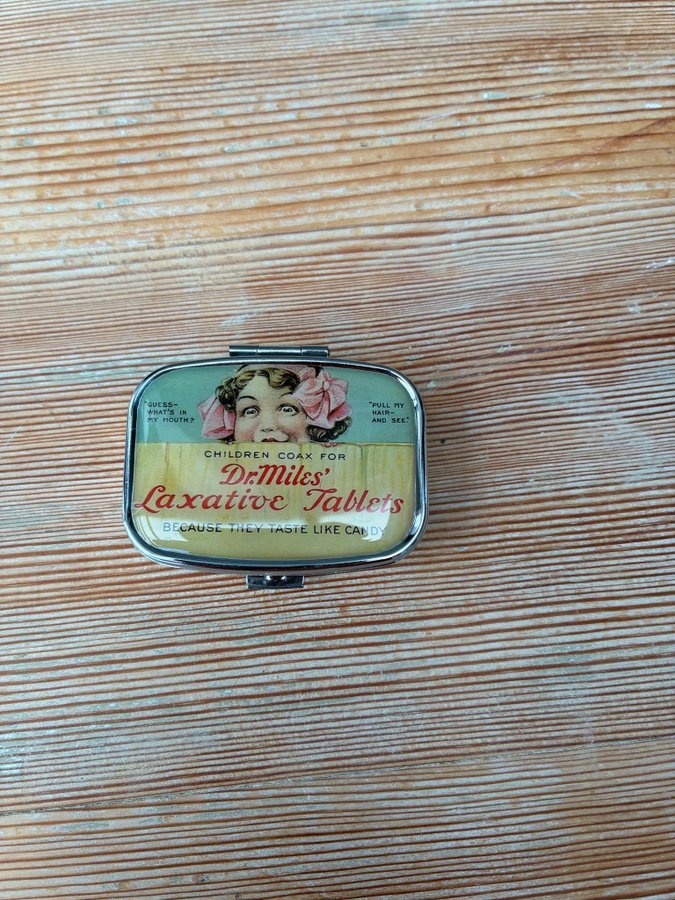 "GUESS—
WHAT'S IN
MY MOUTH?
"PULL MY
HAIR—
AND SEE."
CHILDREN COAX FOR
Dr. Miles'
Laxative Tablets
BECAUSE THEY TASTE LIKE CANDY